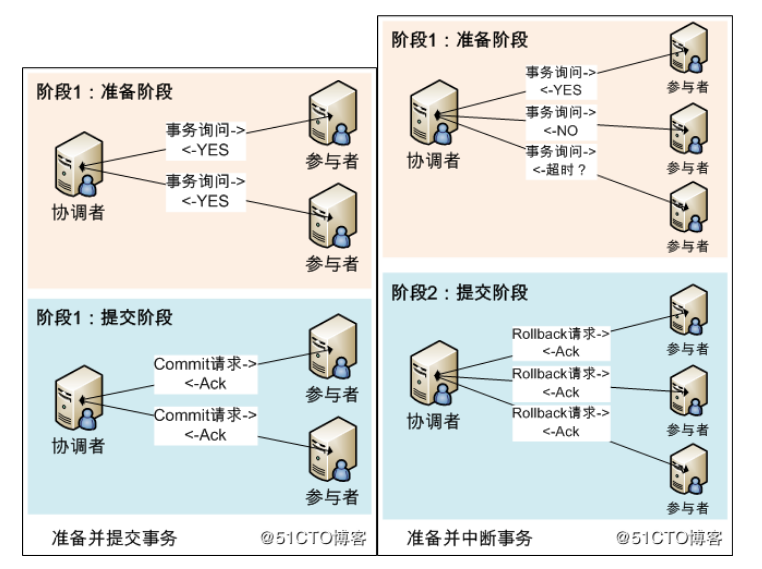 阶段1：准备阶段
事务询问->
<-YES
事务询问->
<-YES
协调者
参与者
参与者
阶段1：提交阶段
Commit请求->
<-Ack
Commit请求->
<-Ack
协调者
参与者
参与者
准备并提交事务
@51CTO博客
阶段1：准备阶段
事务询问->
<-YES
事务询问->
<-NO
事务询问->
<-超时？
协调者
参与者
参与者
参与者
阶段2：提交阶段
Rollback请求->
<-Ack
Rollback请求->
<-Ack
Rollback请求->
<-Ack
协调者
参与者
参与者
参与者
准备并中断事务
@51CTO博客